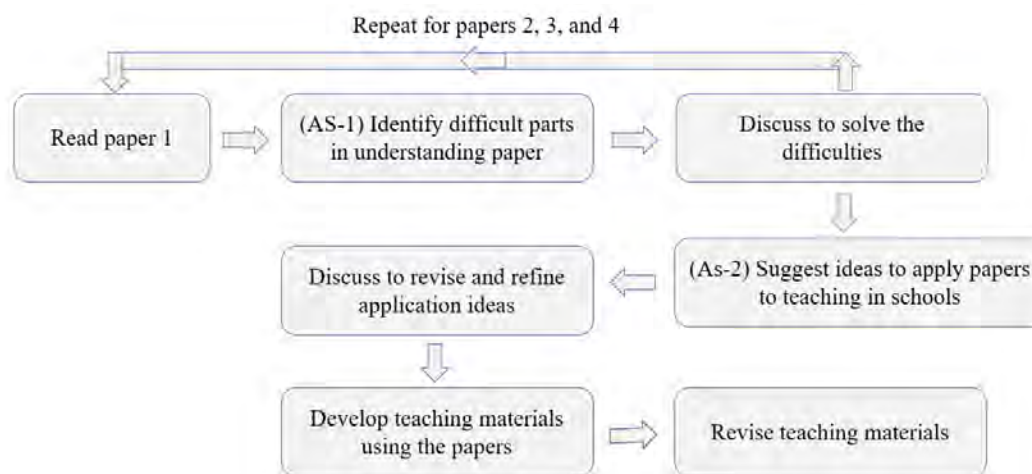 Repeat for papers 2, 3, and 4
Read paper 1
(AS-1) Identify difficult parts
in understanding paper
Discuss to solve the
difficulties
(As-2) Suggest ideas to apply papers
to teaching in schools
Discuss to revise and refine
application ideas
Develop teaching materials
using the papers
Revise teaching materials